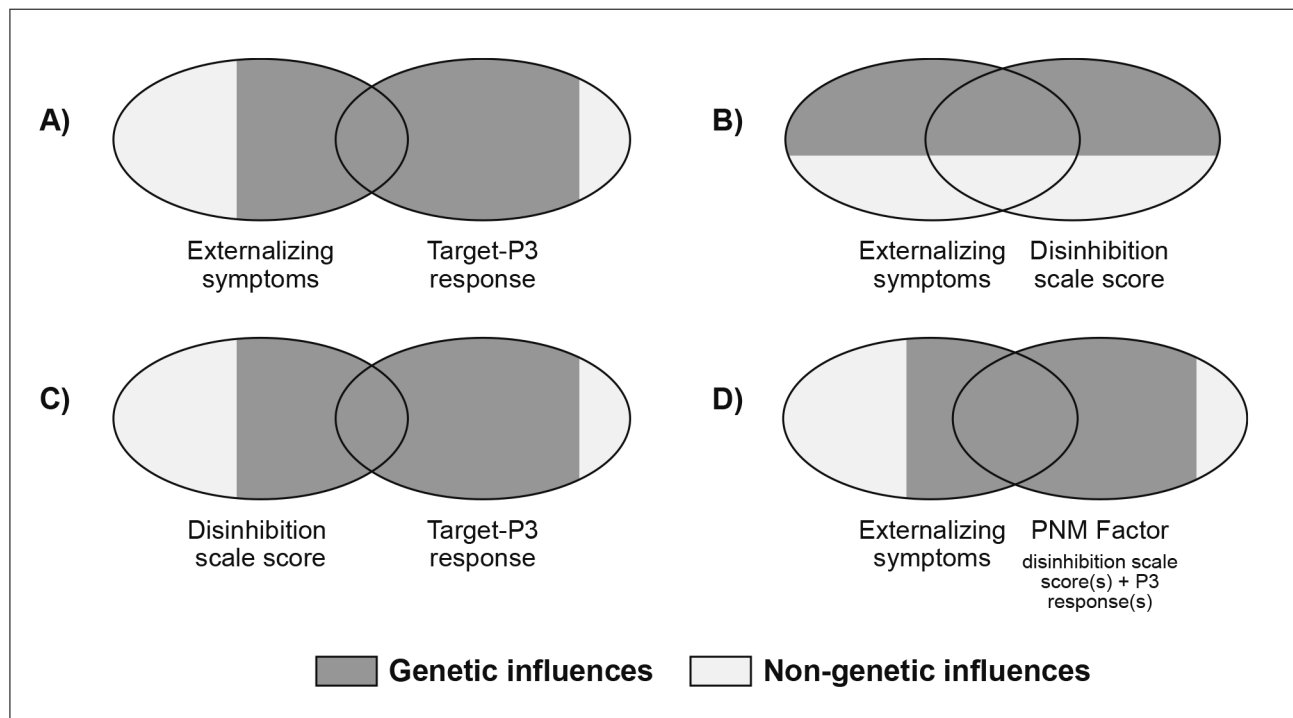 A)
Externalizing
symptoms
Target-P3
response
B)
Externalizing
symptoms
Disinhibition
scale score
C)
Disinhibition
scale score
Target-P3
response
D)
Externalizing
symptoms
PNM Factor
disinhibition scale
score(s) + P3
response(s)
Genetic influences
Non-genetic influences